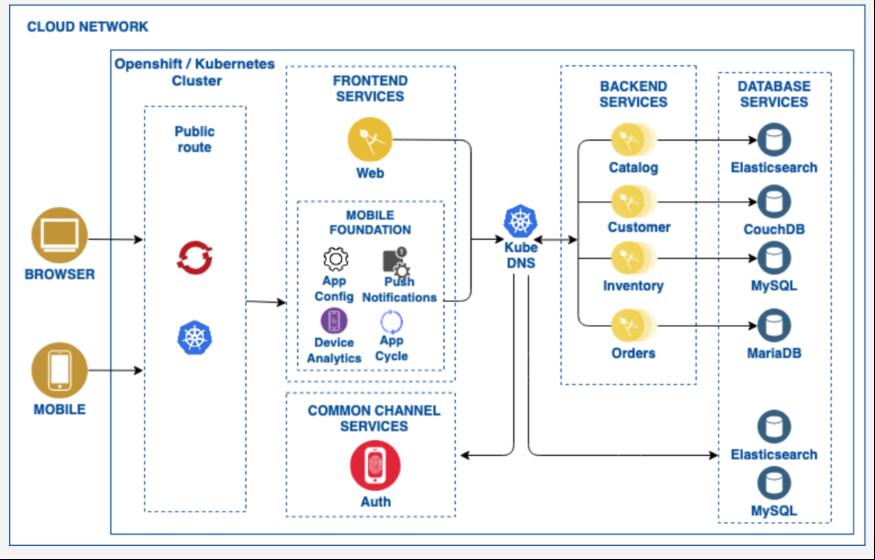 CLOUD NETWORK
Openshift / Kubernetes
Cluster
Public
route
BROWSER
MOBILE
FRONTEND
SERVICES
Web
MOBILE
FOUNDATION
App
Config
Push
Notifications
Device
Analytics
App
Cycle
COMMON CHANNEL
SERVICES
Auth
Kube
DNS
BACKEND
SERVICES
Catalog
Customer
Inventory
Orders
DATABASE
SERVICES
Elasticsearch
CouchDB
MySQL
MariaDB
Elasticsearch
MySQL